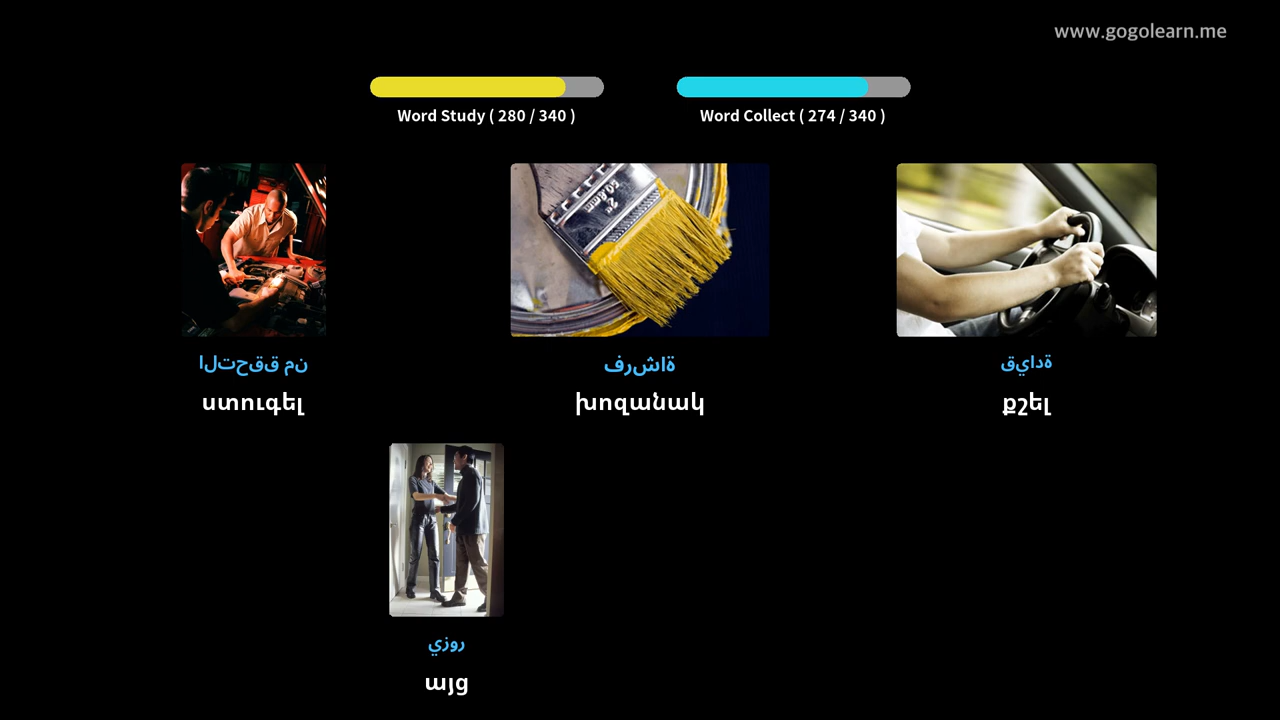 www.gogolearn.me
Word Study ( 280 / 340 )
Word Collect ( 274 / 340 )
التحقق من
ստուգել
فرشاة
խոզանակ
قيادة
քշել
يزور
այց